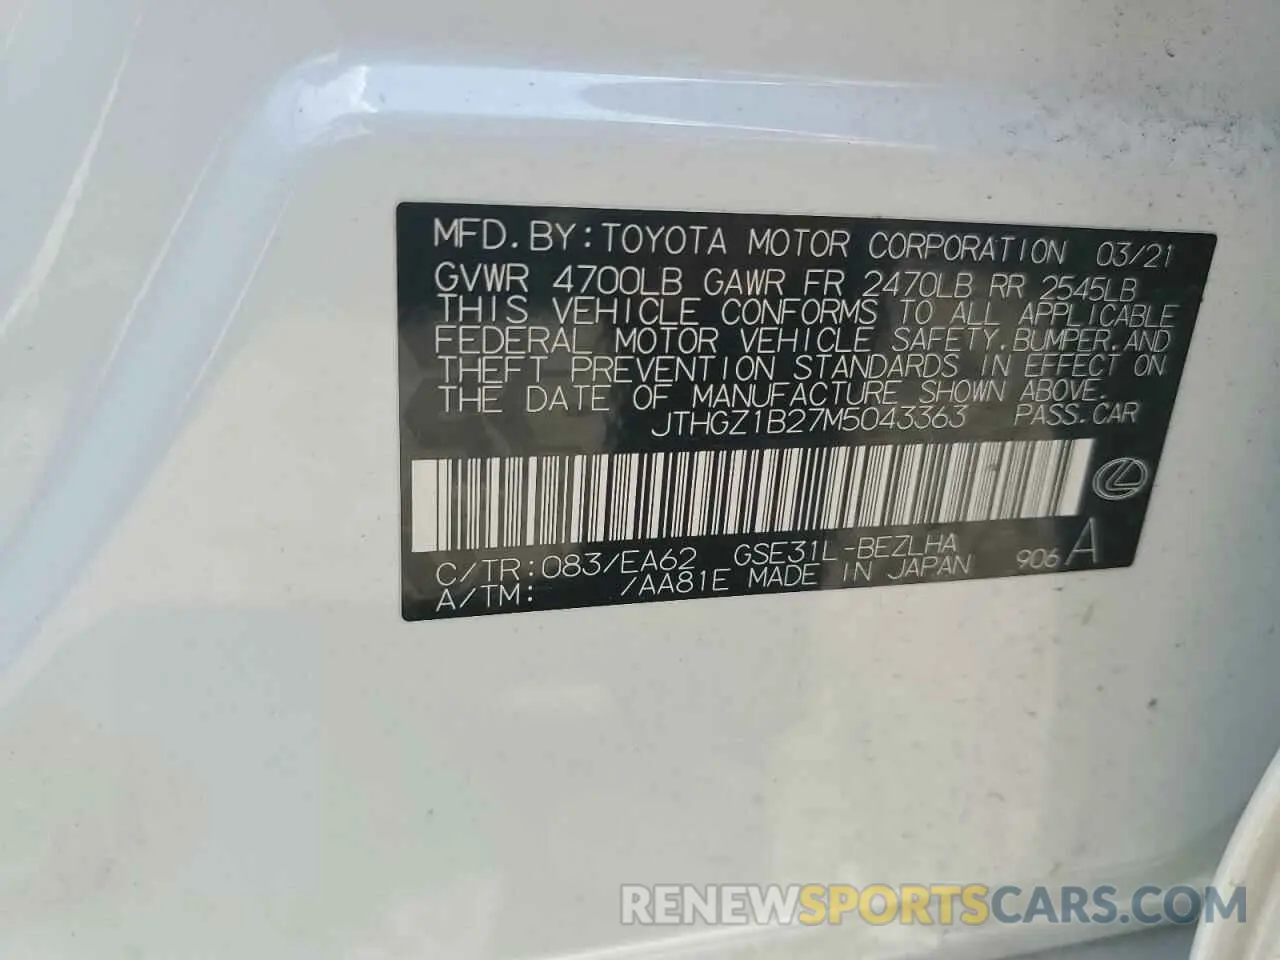 MFD. BY: TOYOTA MOTOR CORPORATION 03/21
GVWR 4700LB GAWR FR 2470LB RR 2545LB
THIS VEHICLE CONFORMS TO ALL APPLICABLE
FEDERAL MOTOR VEHICLE SAFETY, BUMPER, AND
THEFT PREVENTION STANDARDS IN EFFECT ON
THE DATE OF MANUFACTURE SHOWN ABOVE.
JTHGZ1B27M5043363 PASS. CAR
C/TR: 083/EA62 GSE31L-BEZLHA
A/TM: /AA81E MADE IN JAPAN 906 A
RENEWSPORTSCARS.COM